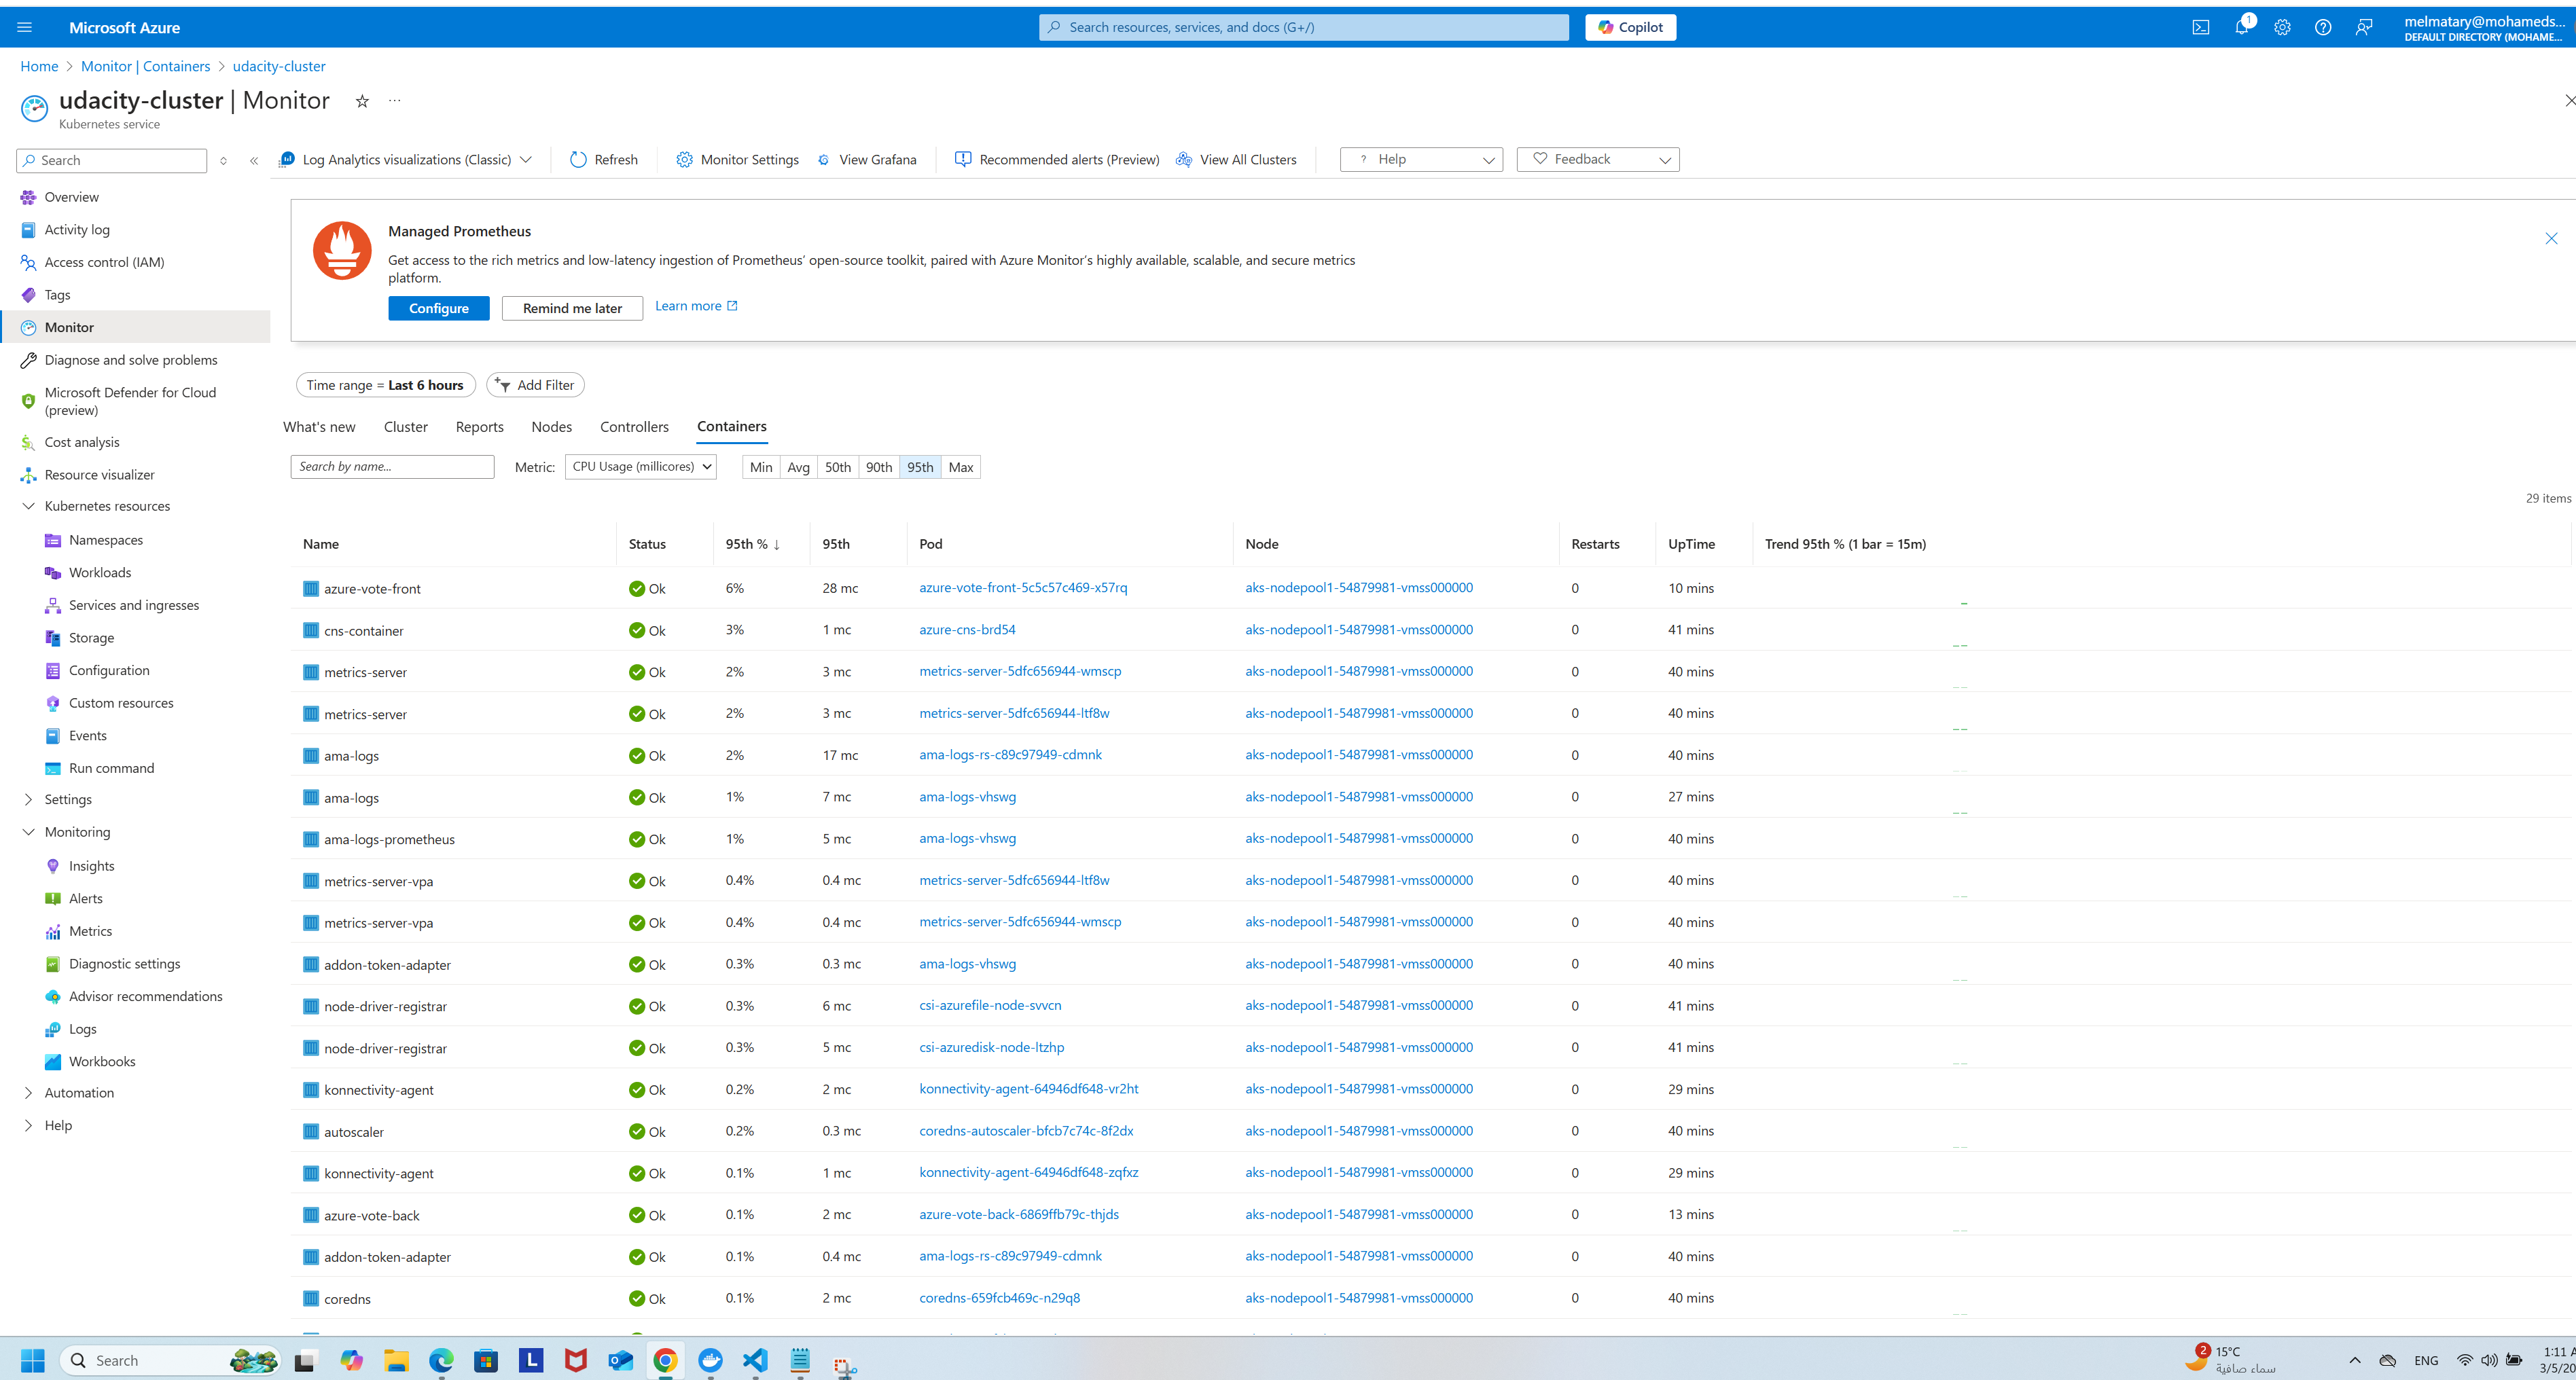 Microsoft Azure
Search resources, services, and docs (G+/)
Copilot
1
melmatary@mohameds...
DEFAULT DIRECTORY (MOHAME...
Home > Monitor | Containers > udacity-cluster
udacity-cluster | Monitor
Kubernetes service
Search
Log Analytics visualizations (Classic)
Refresh
Monitor Settings
View Grafana
Recommended alerts (Preview)
View All Clusters
Help
Feedback
Overview
Activity log
Access control (IAM)
Tags
Monitor
Diagnose and solve problems
Microsoft Defender for Cloud
(preview)
Cost analysis
Resource visualizer
Kubernetes resources
Namespaces
Workloads
Services and ingresses
Storage
Configuration
Custom resources
Events
Run command
Settings
Monitoring
Insights
Alerts
Metrics
Diagnostic settings
Advisor recommendations
Logs
Workbooks
Automation
Help
Managed Prometheus
Get access to the rich metrics and low-latency ingestion of Prometheus' open-source toolkit, paired with Azure Monitor's highly available, scalable, and secure metrics
platform.
Configure
Remind me later
Learn more
Time range = Last 6 hours
Add Filter
What's new Cluster Reports Nodes Controllers Containers
Search by name...
Metric:
CPU Usage (millicores)
Min Avg 50th 90th 95th Max
29 items
Name Status 95th % ↓ 95th Pod Node Restarts UpTime Trend 95th % (1 bar = 15m)
azure-vote-front Ok 6% 28 mc azure-vote-front-5c5c57c469-x57rq aks-nodepool1-54879981-vmss000000 0 10 mins
cns-container Ok 3% 1 mc azure-cns-brd54 aks-nodepool1-54879981-vmss000000 0 41 mins
metrics-server Ok 2% 3 mc metrics-server-5dfc656944-wmscp aks-nodepool1-54879981-vmss000000 0 40 mins
metrics-server Ok 2% 3 mc metrics-server-5dfc656944-ltf8w aks-nodepool1-54879981-vmss000000 0 40 mins
ama-logs Ok 2% 17 mc ama-logs-rs-c89c97949-cdmnk aks-nodepool1-54879981-vmss000000 0 40 mins
ama-logs Ok 1% 7 mc ama-logs-vhswg aks-nodepool1-54879981-vmss000000 0 27 mins
ama-logs-prometheus Ok 1% 5 mc ama-logs-vhswg aks-nodepool1-54879981-vmss000000 0 40 mins
metrics-server-vpa Ok 0.4% 0.4 mc metrics-server-5dfc656944-ltf8w aks-nodepool1-54879981-vmss000000 0 40 mins
metrics-server-vpa Ok 0.4% 0.4 mc metrics-server-5dfc656944-wmscp aks-nodepool1-54879981-vmss000000 0 40 mins
addon-token-adapter Ok 0.3% 0.3 mc ama-logs-vhswg aks-nodepool1-54879981-vmss000000 0 40 mins
node-driver-registrar Ok 0.3% 6 mc csi-azurefile-node-svvcn aks-nodepool1-54879981-vmss000000 0 41 mins
node-driver-registrar Ok 0.3% 5 mc csi-azuredisk-node-ltzhp aks-nodepool1-54879981-vmss000000 0 41 mins
konnectivity-agent Ok 0.2% 2 mc konnectivity-agent-64946df648-vr2ht aks-nodepool1-54879981-vmss000000 0 29 mins
autoscaler Ok 0.2% 0.3 mc coredns-autoscaler-bfcb7c74c-8f2dx aks-nodepool1-54879981-vmss000000 0 40 mins
konnectivity-agent Ok 0.1% 1 mc konnectivity-agent-64946df648-zqfxz aks-nodepool1-54879981-vmss000000 0 29 mins
azure-vote-back Ok 0.1% 2 mc azure-vote-back-6869ffb79c-thjds aks-nodepool1-54879981-vmss000000 0 13 mins
addon-token-adapter Ok 0.1% 0.4 mc ama-logs-rs-c89c97949-cdmnk aks-nodepool1-54879981-vmss000000 0 40 mins
coredns Ok 0.1% 2 mc coredns-659fcb469c-n29q8 aks-nodepool1-54879981-vmss000000 0 40 mins
Search
L
2
15°C
سماء صافية
ENG
1:11 A
3/5/20